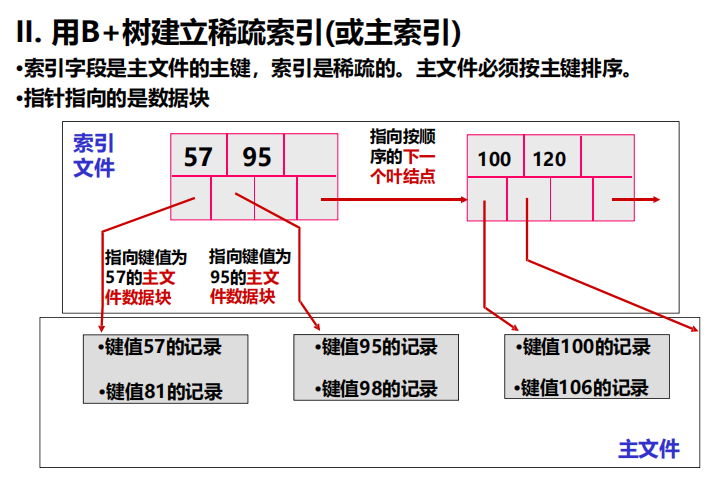 II. 用B+树建立稀疏索引(或主索引)
•索引字段是主文件的主键，索引是稀疏的。主文件必须按主键排序。
•指针指向的是数据块
索引
文件
57 95
指向按顺
序的下一
个叶结点
100 120
指向键值为
57的主文
件数据块
指向键值为
95的主文
件数据块
•键值57的记录
•键值81的记录
•键值95的记录
•键值98的记录
•键值100的记录
•键值106的记录
主文件